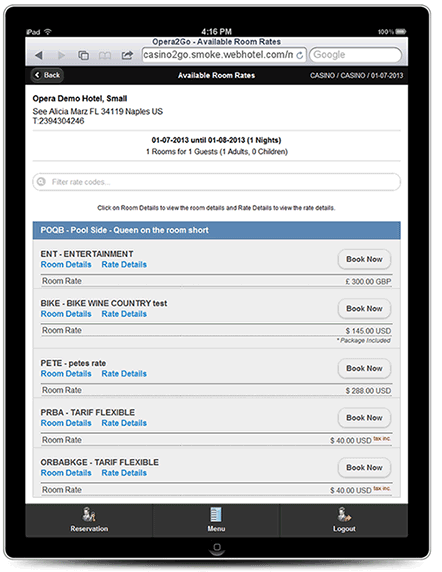 iPad 4:16 PM 100%
Opera2Go - Available Room Rates
casino2go.smoke.webhotel.com/n Google
Back Available Room Rates CASINO / CASINO / 01-07-2013
Opera Demo Hotel, Small
See Alicia Marz FL 34119 Naples US
T:2394304246
01-07-2013 until 01-08-2013 (1 Nights)
1 Rooms for 1 Guests (1 Adults, 0 Children)
Filter rate codes...
Click on Room Details to view the room details and Rate Details to view the rate details.
POQB - Pool Side - Queen on the room short
ENT - ENTERTAINMENT
Room Details Rate Details Book Now
Room Rate £ 300.00 GBP
BIKE - BIKE WINE COUNTRY test
Room Details Rate Details Book Now
Room Rate $ 145.00 USD
* Package Included
PETE - petes rate
Room Details Rate Details Book Now
Room Rate $ 288.00 USD
PRBA - TARIF FLEXIBLE
Room Details Rate Details Book Now
Room Rate $ 40.00 USD tax inc.
ORBABKGE - TARIF FLEXIBLE
Room Details Rate Details Book Now
Room Rate $ 40.00 USD tax inc.
Reservation Menu Logout